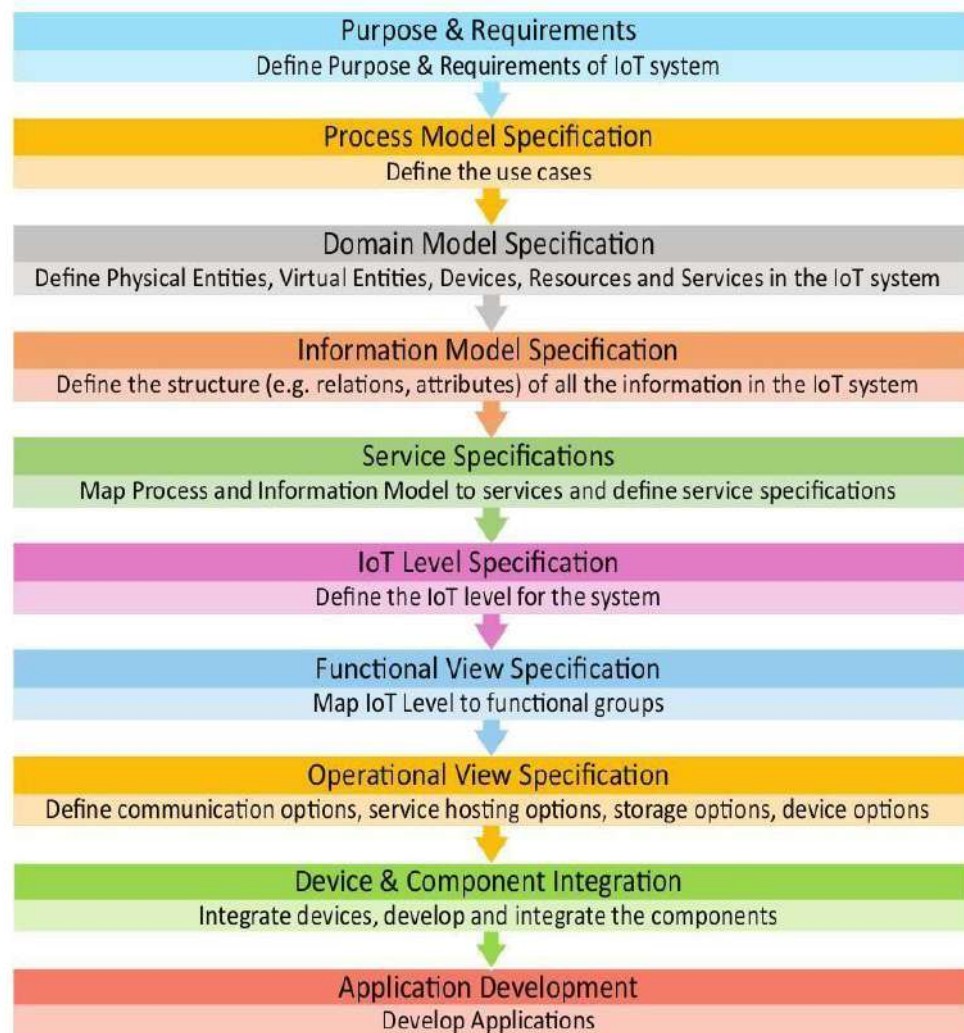 Purpose & Requirements
Define Purpose & Requirements of IoT system
Process Model Specification
Define the use cases
Domain Model Specification
Define Physical Entities, Virtual Entities, Devices, Resources and Services in the IoT system
Information Model Specification
Define the structure (e.g. relations, attributes) of all the information in the IoT system
Service Specifications
Map Process and Information Model to services and define service specifications
IoT Level Specification
Define the IoT level for the system
Functional View Specification
Map IoT Level to functional groups
Operational View Specification
Define communication options, service hosting options, storage options, device options
Device & Component Integration
Integrate devices, develop and integrate the components
Application Development
Develop Applications